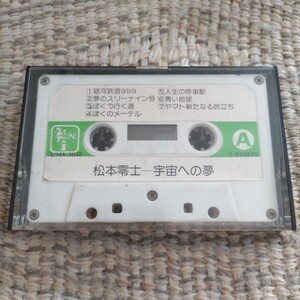 ①銀河鉄道999 ⑤人生の停車駅
②夢のスリーナイン号 ⑥青い地球
③ぼくの行く道 ⑦ヤマト新たなる旅立ち
④ぼくのメーテル
A
松本零士—宇宙への夢